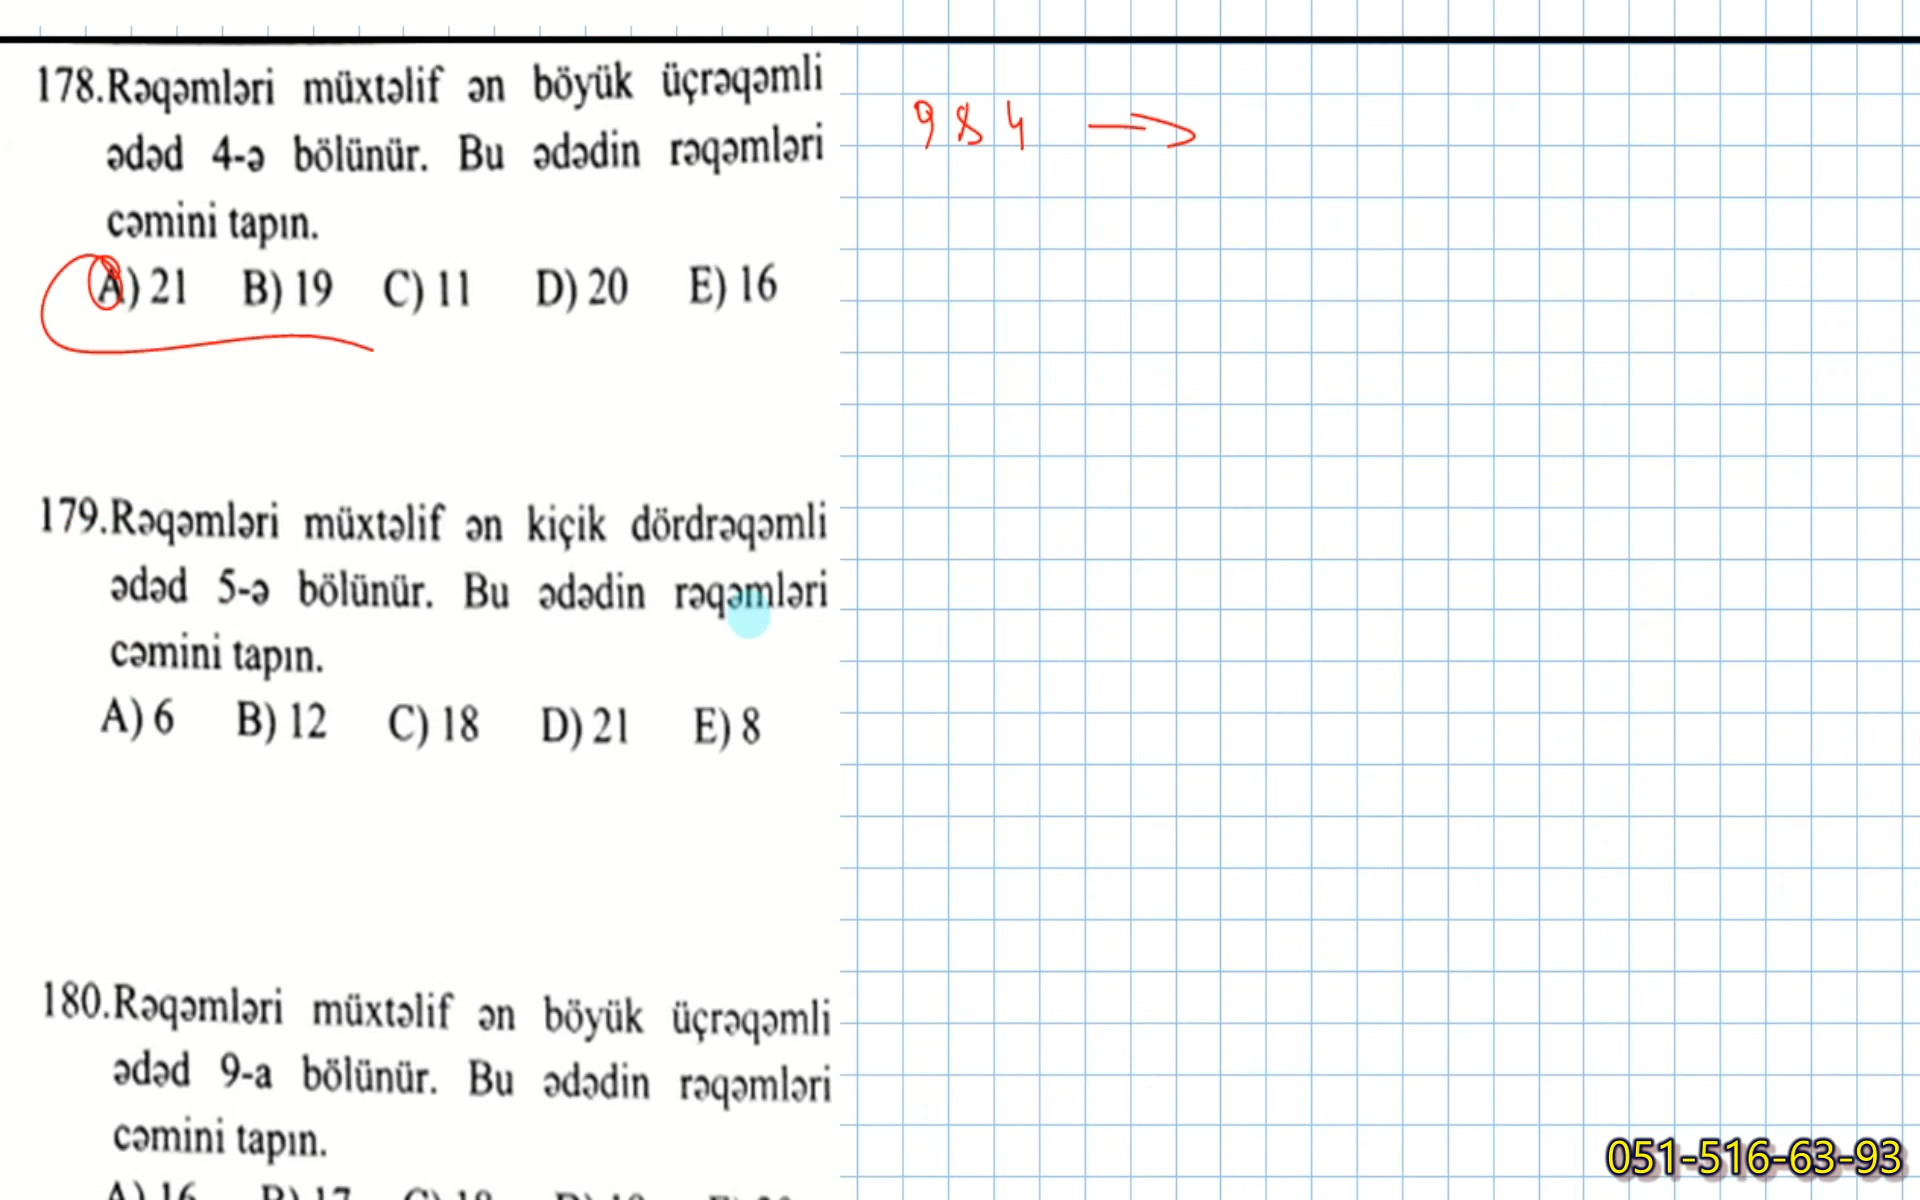 178.Rəqəmləri müxtəlif ən böyük üçrəqəmli
ədəd 4-ə bölünür. Bu ədədin rəqəmləri
cəmini tapın.
A) 21 B) 19 C) 11 D) 20 E) 16
984
179.Rəqəmləri müxtəlif ən kiçik dördrəqəmli
ədəd 5-ə bölünür. Bu ədədin rəqəmləri
cəmini tapın.
A) 6 B) 12 C) 18 D) 21 E) 8
180.Rəqəmləri müxtəlif ən böyük üçrəqəmli
ədəd 9-a bölünür. Bu ədədin rəqəmləri
cəmini tapın.
A) 16 B) 17 C) 18
051-516-63-93